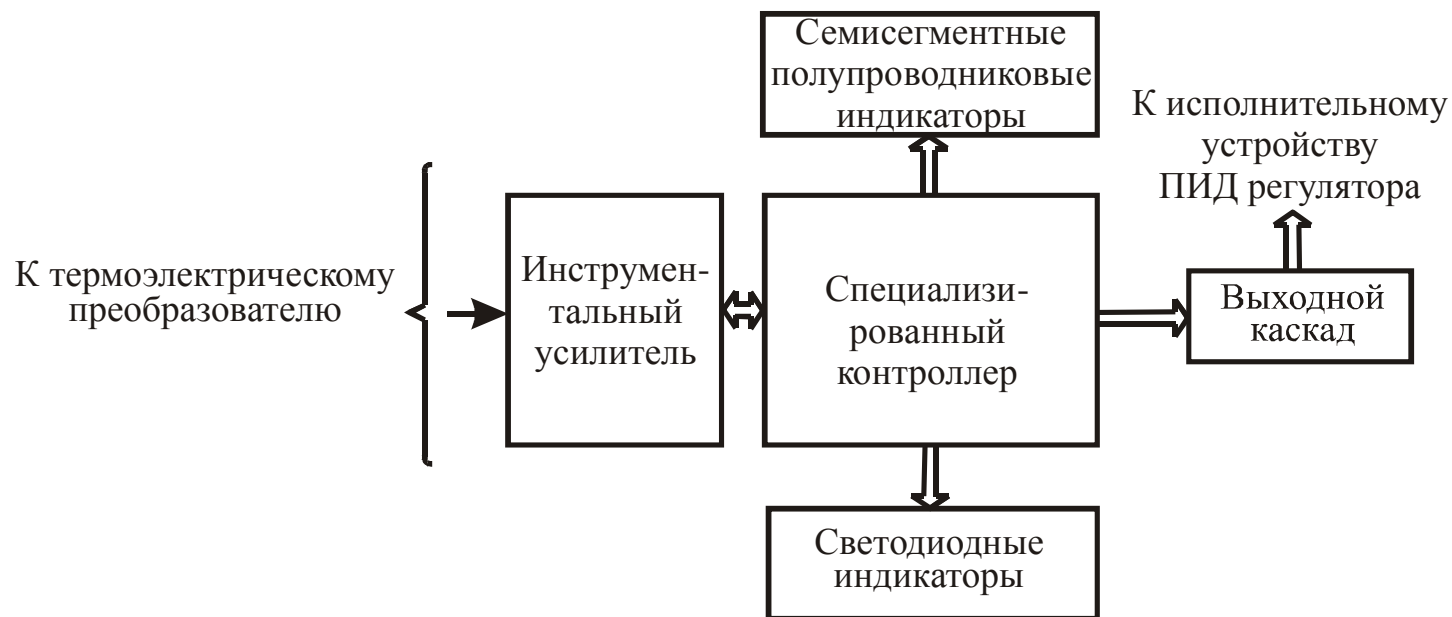 Семисегментные
полупроводниковые
индикаторы
К исполнительному
устройству
ПИД регулятора
К термоэлектрическому
преобразователю
Инструмен-
тальный
усилитель
Специализи-
рованный
контроллер
Выходной
каскад
Светодиодные
индикаторы